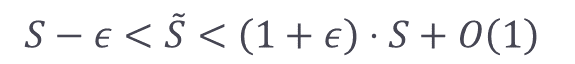 S − ϵ < S̃ < (1 + ϵ) · S + O(1)